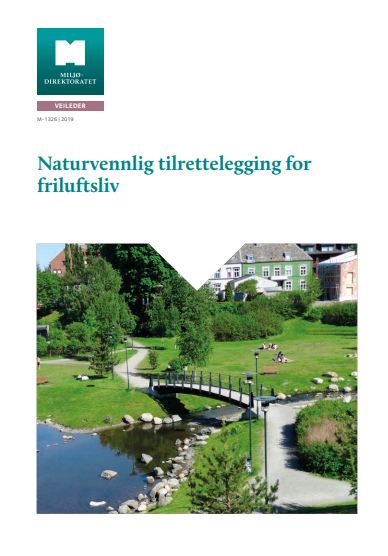 MILJØ-
DIREKTORATET
VEILEDER
M-1326 | 2019
Naturvennlig tilrettelegging for
friluftsliv